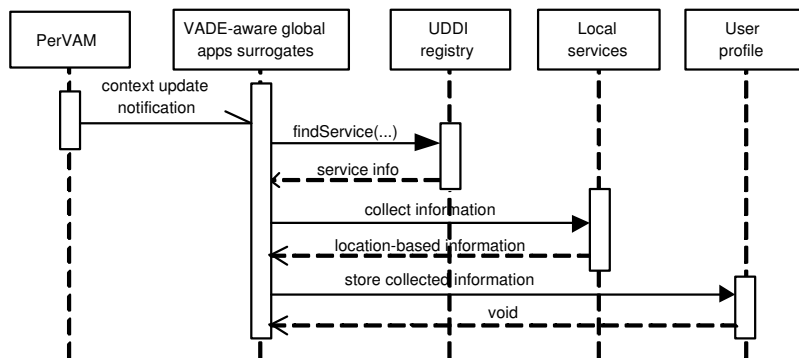 PerVAM
VADE-aware global
apps surrogates
UDDI
registry
Local
services
User
profile
context update
notification
findService(...)
service info
collect information
location-based information
store collected information
void